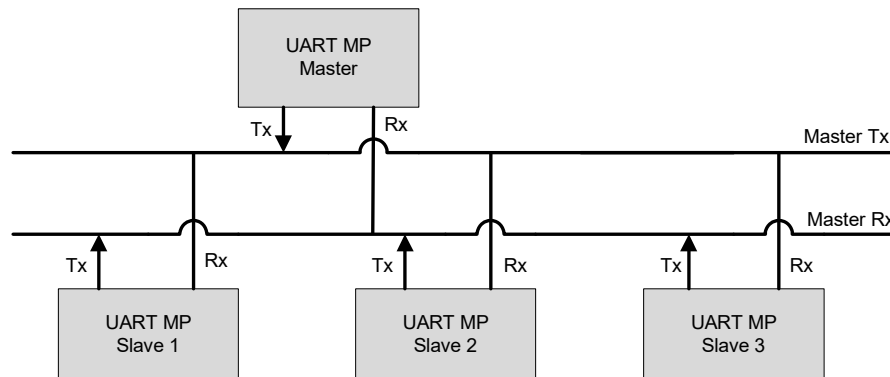 UART MP
Master
Tx
Rx
Master Tx
Master Rx
Tx
Rx
Tx
Rx
Tx
Rx
UART MP
Slave 1
UART MP
Slave 2
UART MP
Slave 3